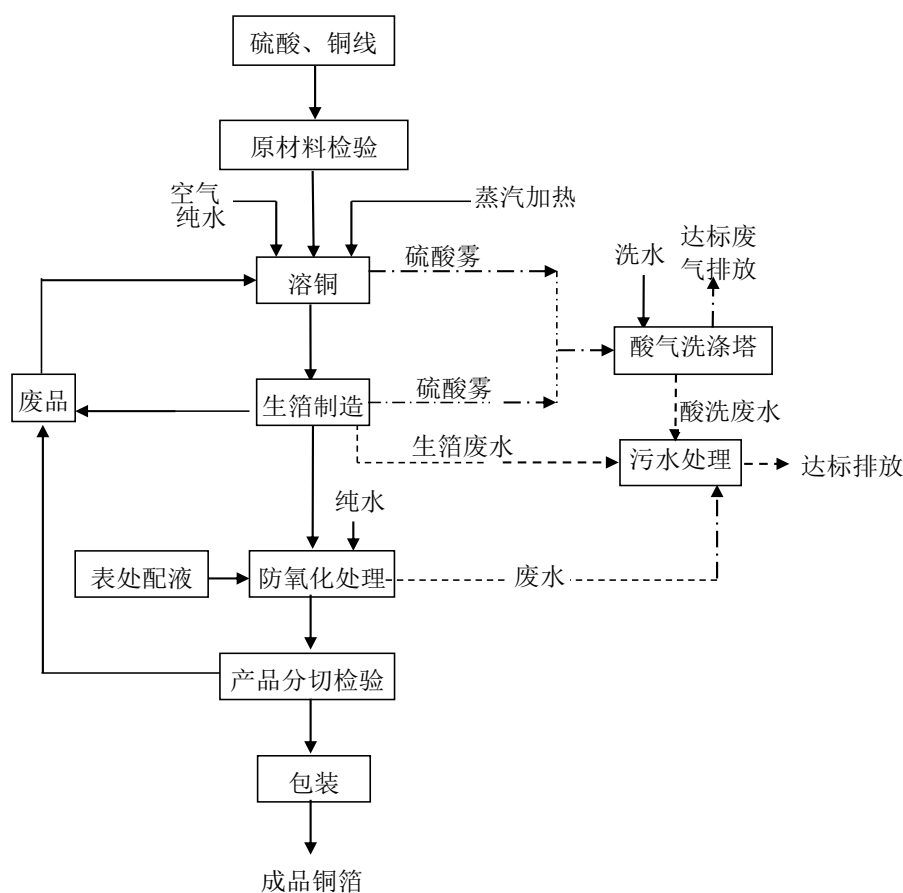 硫酸、铜线
原材料检验
空气
纯水
蒸汽加热
溶铜
硫酸雾
洗水
达标废
气排放
酸气洗涤塔
废品
生箔制造
硫酸雾
酸洗废水
生箔废水
污水处理
达标排放
纯水
表处配液
防氧化处理
废水
产品分切检验
包装
成品铜箔